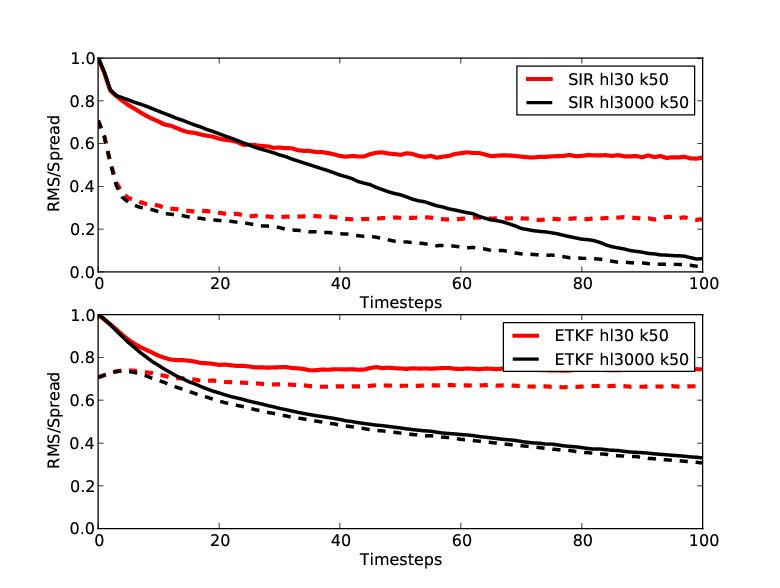 1.0
0.8
0.6
0.4
0.2
0.0
RMS/Spread
SIR hl30 k50
SIR hl3000 k50
0 20 40 60 80 100
Timesteps
1.0
0.8
0.6
0.4
0.2
0.0
RMS/Spread
ETKF hl30 k50
ETKF hl3000 k50
0 20 40 60 80 100
Timesteps